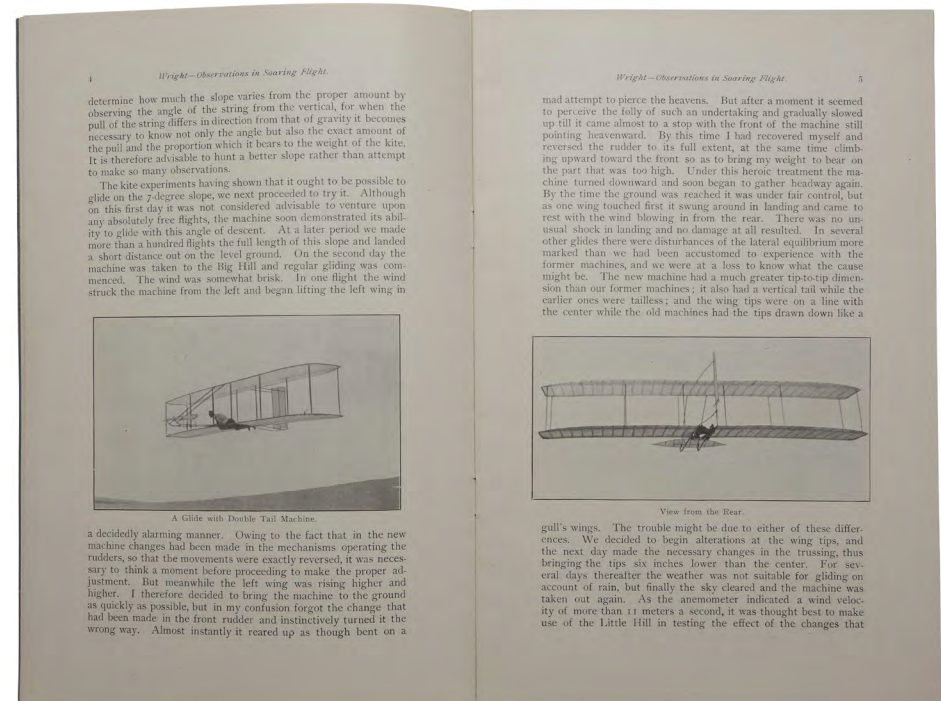 4
Wright—Observations in Soaring Flight.
determine how much the slope varies from the proper amount by
observing the angle of the string from the vertical, for when the
pull of the string differs in direction from that of gravity it becomes
necessary to know not only the angle but also the exact amount of
the pull and the proportion which it bears to the weight of the kite.
It is therefore advisable to hunt a better slope rather than attempt
to make so many observations.
The kite experiments having shown that it ought to be possible to
glide on the 7-degree slope, we next proceeded to try it. Although
on this first day it was not considered advisable to venture upon
any absolutely free flights, the machine soon demonstrated its abil-
ity to glide with this angle of descent. At a later period we made
more than a hundred flights the full length of this slope and landed
a short distance out on the level ground. On the second day the
machine was taken to the Big Hill and regular gliding was com-
menced. The wind was somewhat brisk. In one flight the wind
struck the machine from the left and began lifting the left wing in
A Glide with Double Tail Machine.
a decidedly alarming manner. Owing to the fact that in the new
machine changes had been made in the mechanisms operating the
rudders, so that the movements were exactly reversed, it was neces-
sary to think a moment before proceeding to make the proper ad-
justment. But meanwhile the left wing was rising higher and
higher. I therefore decided to bring the machine to the ground
as quickly as possible, but in my confusion forgot the change that
had been made in the front rudder and instinctively turned it the
wrong way. Almost instantly it reared up as though bent on a
Wright—Observations in Soaring Flight.
5
mad attempt to pierce the heavens. But after a moment it seemed
to perceive the folly of such an undertaking and gradually slowed
up till it came almost to a stop with the front of the machine still
pointing heavenward. By this time I had recovered myself and
reversed the rudder to its full extent, at the same time climb-
ing upward toward the front so as to bring my weight to bear on
the part that was too high. Under this heroic treatment the ma-
chine turned downward and soon began to gather headway again.
By the time the ground was reached it was under fair control, but
as one wing touched first it swung around in landing and came to
rest with the wind blowing in from the rear. There was no un-
usual shock in landing and no damage at all resulted. In several
other glides there were disturbances of the lateral equilibrium more
marked than we had been accustomed to experience with the
former machines, and we were at a loss to know what the cause
might be. The new machine had a much greater tip-to-tip dimen-
sion than our former machines; it also had a vertical tail while the
earlier ones were tailless; and the wing tips were on a line with
the center while the old machines had the tips drawn down like a
View from the Rear.
gull's wings. The trouble might be due to either of these differ-
ences. We decided to begin alterations at the wing tips, and
the next day made the necessary changes in the trussing, thus
bringing the tips six inches lower than the center. For sev-
eral days thereafter the weather was not suitable for gliding on
account of rain, but finally the sky cleared and the machine was
taken out again. As the anemometer indicated a wind veloc-
ity of more than 11 meters a second, it was thought best to make
use of the Little Hill in testing the effect of the changes that